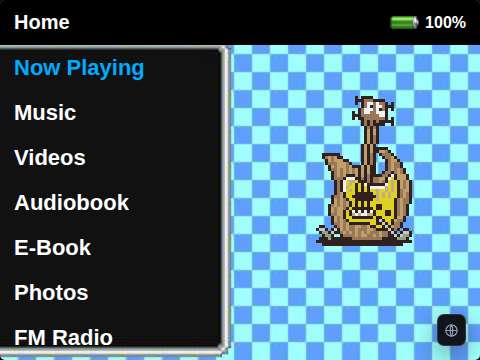 Home
100%
Now Playing
Music
Videos
Audiobook
E-Book
Photos
FM Radio